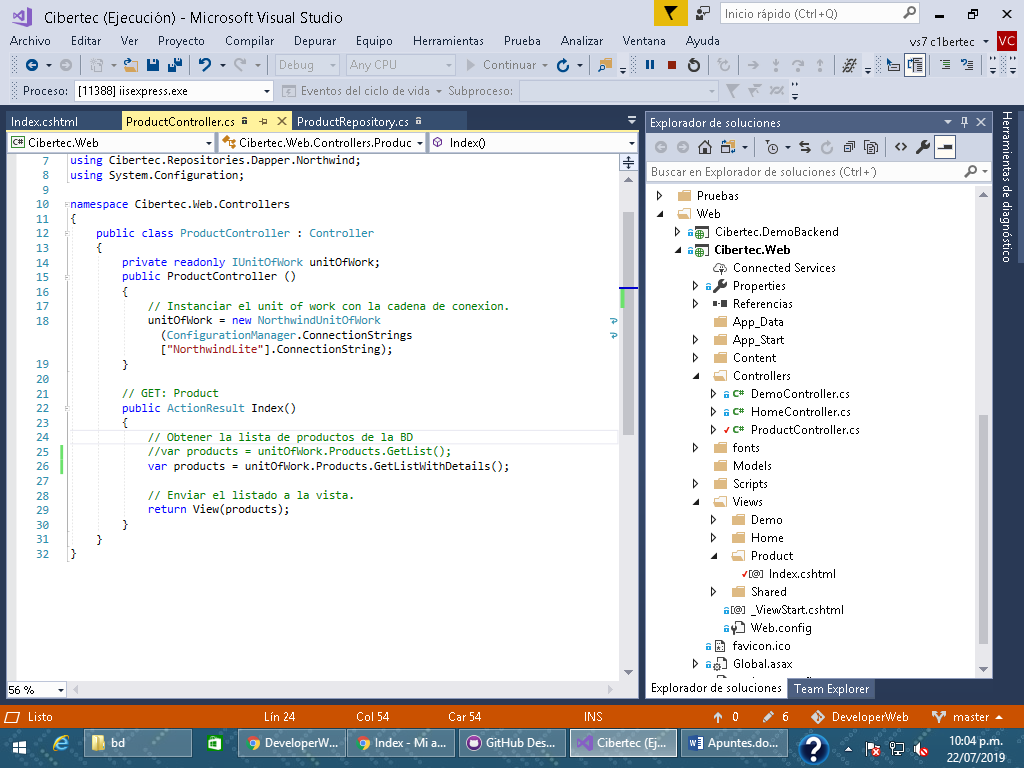 Cibertec (Ejecución) - Microsoft Visual Studio
Inicio rápido (Ctrl+Q)
Archivo Editar Ver Proyecto Compilar Depurar Equipo Herramientas Prueba Analizar Ventana Ayuda
vs7 c1bertec
VC
Debug Any CPU Continuar
Proceso: [11388] iisexpress.exe Eventos del ciclo de vida Subproceso:
Index.cshtml ProductController.cs ProductRepository.cs
C# Cibertec.Web Cibertec.Web.Controllers.Produc Index()
7 using Cibertec.Repositories.Dapper.Northwind;
8 using System.Configuration;
9
10 namespace Cibertec.Web.Controllers
11 {
12 public class ProductController : Controller
13 {
14 private readonly IUnitOfWork unitOfWork;
15 public ProductController ()
16 {
17 // Instanciar el unit of work con la cadena de conexion.
18 unitOfWork = new NorthwindUnitOfWork
(ConfigurationManager.ConnectionStrings
["NorthwindLite"].ConnectionString);
19 }
20
21 // GET: Product
22 public ActionResult Index()
23 {
24 // Obtener la lista de productos de la BD
25 //var products = unitOfWork.Products.GetList();
26 var products = unitOfWork.Products.GetListWithDetails();
27
28 // Enviar el listado a la vista.
29 return View(products);
30 }
31 }
32 }
56 %
Explorador de soluciones
Buscar en Explorador de soluciones (Ctrl+´)
Pruebas
Web
Cibertec.DemoBackend
Cibertec.Web
Connected Services
Properties
Referencias
App_Data
App_Start
Content
Controllers
C# DemoController.cs
C# HomeController.cs
C# ProductController.cs
fonts
Models
Scripts
Views
Demo
Home
Product
[@] Index.cshtml
Shared
[@] _ViewStart.cshtml
Web.config
favicon.ico
Global.asax
Explorador de soluciones Team Explorer
Herramientas de diagnóstico
Listo Lín 24 Col 54 Car 54 INS 0 6 DeveloperWeb master
bd DeveloperW... Index - Mi a... GitHub Des... Cibertec (Ej... Apuntes.do...
10:04 p.m.
22/07/2019